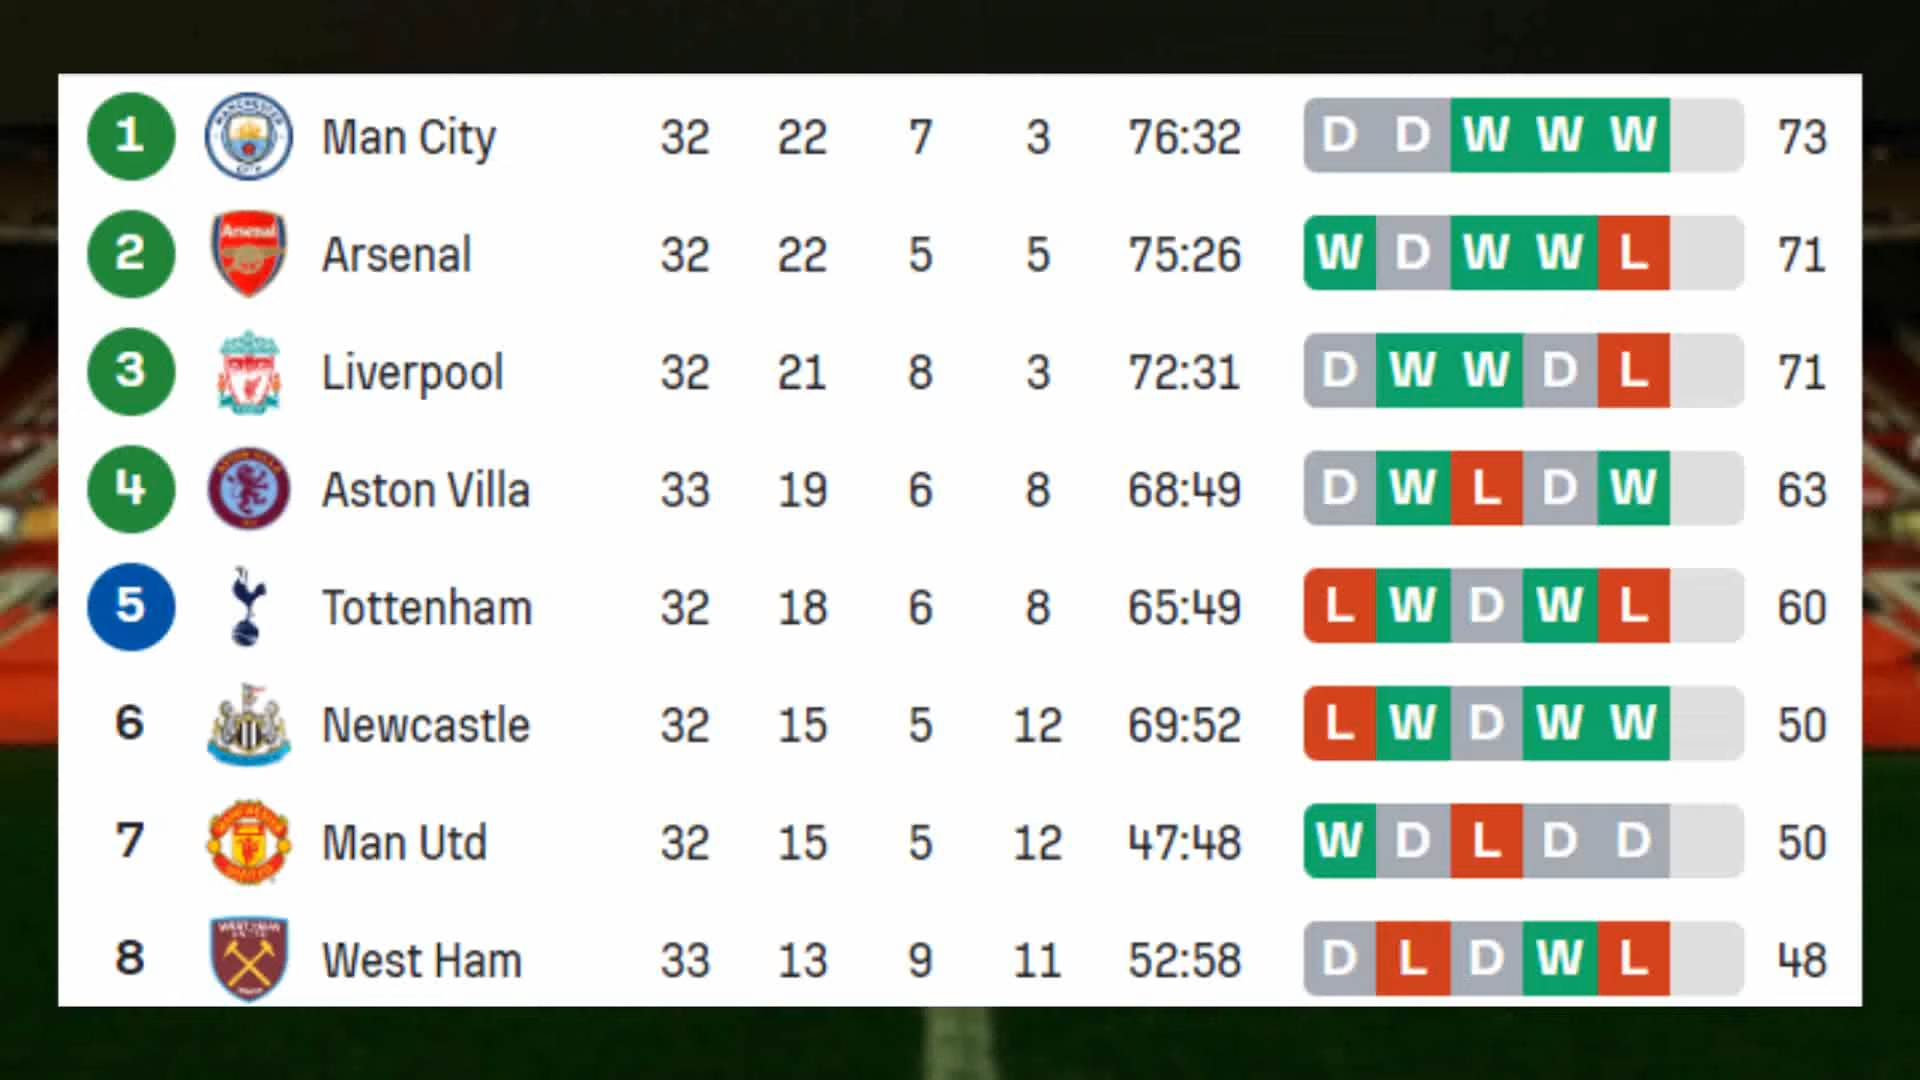 1 Man City 32 22 7 3 76:32 D D W W W 73
2 Arsenal 32 22 5 5 75:26 W D W W L 71
3 Liverpool 32 21 8 3 72:31 D W W D L 71
4 Aston Villa 33 19 6 8 68:49 D W L D W 63
5 Tottenham 32 18 6 8 65:49 L W D W L 60
6 Newcastle 32 15 5 12 69:52 L W D W W 50
7 Man Utd 32 15 5 12 47:48 W D L D D 50
8 West Ham 33 13 9 11 52:58 D L D W L 48